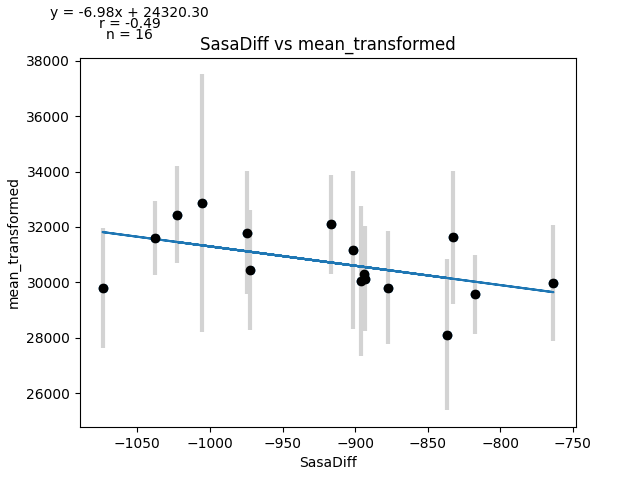 y = -6.98x + 24320.30
r = -0.49
n = 16
SasaDiff vs mean_transformed
38000
36000
34000
32000
30000
28000
26000
mean_transformed
−1050
−1000
−950
−900
−850
−800
−750
SasaDiff